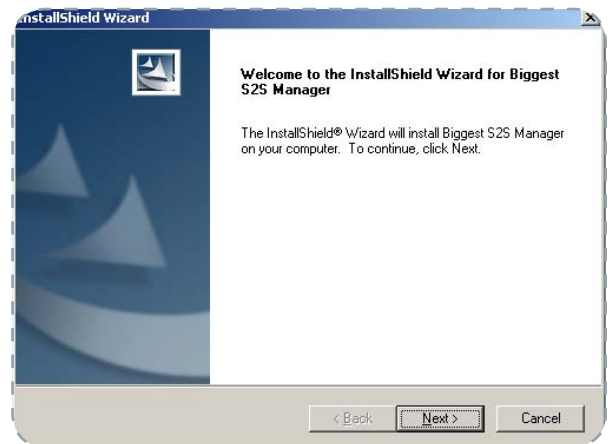 InstallShield Wizard
Welcome to the InstallShield Wizard for Biggest
S2S Manager
The InstallShield® Wizard will install Biggest S2S Manager
on your computer. To continue, click Next.
< Back
Next >
Cancel